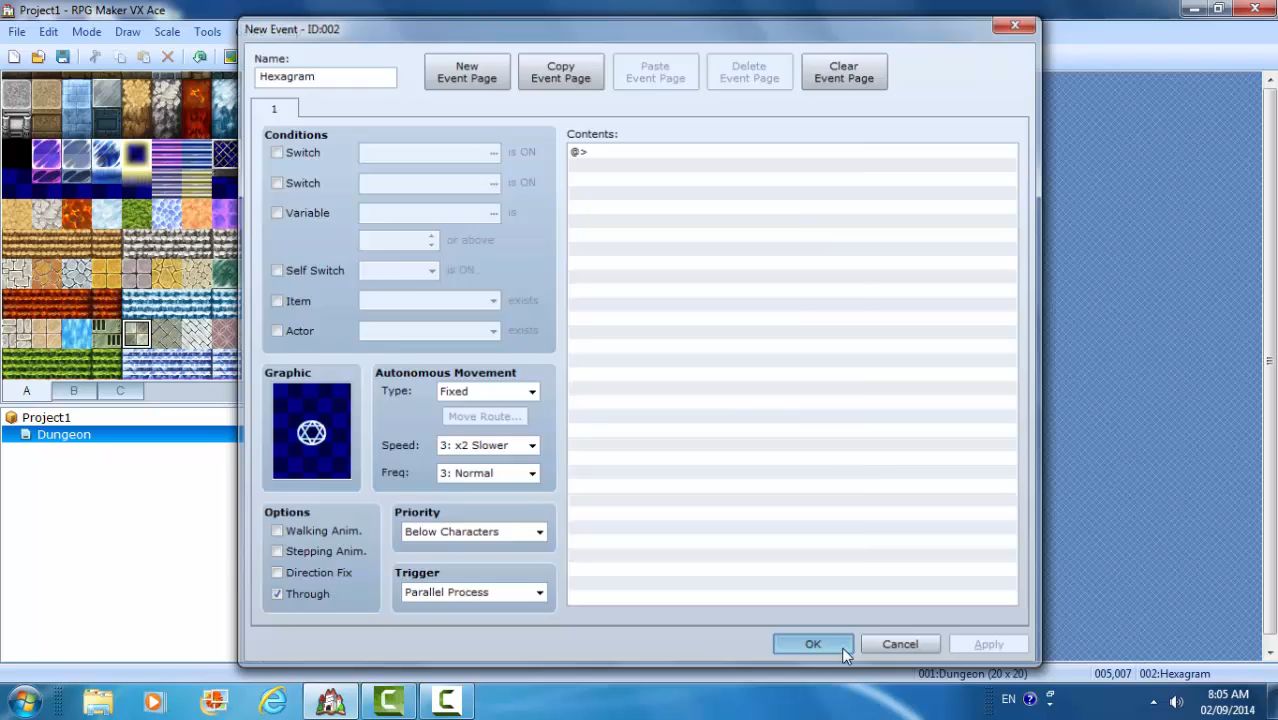 Project1 - RPG Maker VX Ace
File Edit Mode Draw Scale Tools
New Event - ID:002
Name:
Hexagram
New Event Page
Copy Event Page
Paste Event Page
Delete Event Page
Clear Event Page
1
Conditions
Switch ... is ON
Switch ... is ON
Variable ... is
or above
Self Switch is ON
Item exists
Actor exists
Contents:
@>
Graphic
Autonomous Movement
Type: Fixed
Move Route...
Speed: 3: x2 Slower
Freq: 3: Normal
Options
Walking Anim.
Stepping Anim.
Direction Fix
Through
Priority
Below Characters
Trigger
Parallel Process
OK Cancel Apply
A B C
Project1
Dungeon
001:Dungeon (20 x 20) 005,007 002:Hexagram
EN
8:05 AM
02/09/2014